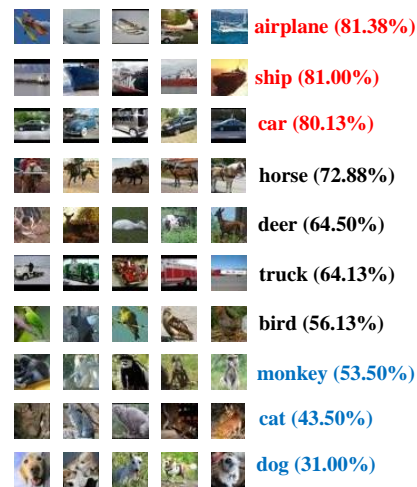 airplane (81.38%)
ship (81.00%)
car (80.13%)
horse (72.88%)
deer (64.50%)
truck (64.13%)
bird (56.13%)
monkey (53.50%)
cat (43.50%)
dog (31.00%)